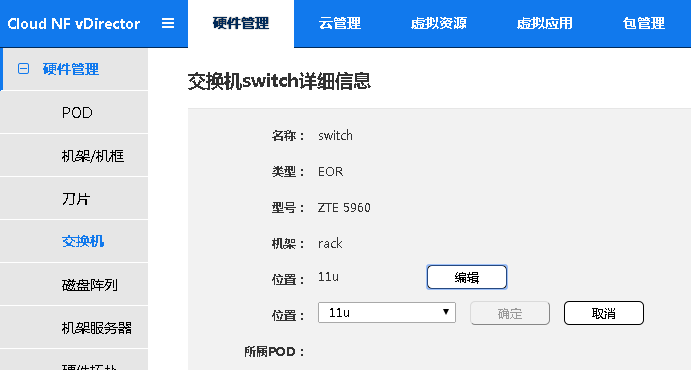 Cloud NF vDirector 硬件管理 云管理 虚拟资源 虚拟应用 包管理
硬件管理
POD
机架/机框
刀片
交换机
磁盘阵列
机架服务器
硬件拓扑
交换机switch详细信息
名称： switch
类型： EOR
型号： ZTE 5960
机架： rack
位置： 11u 编辑
位置： 11u 确定 取消
所属POD：